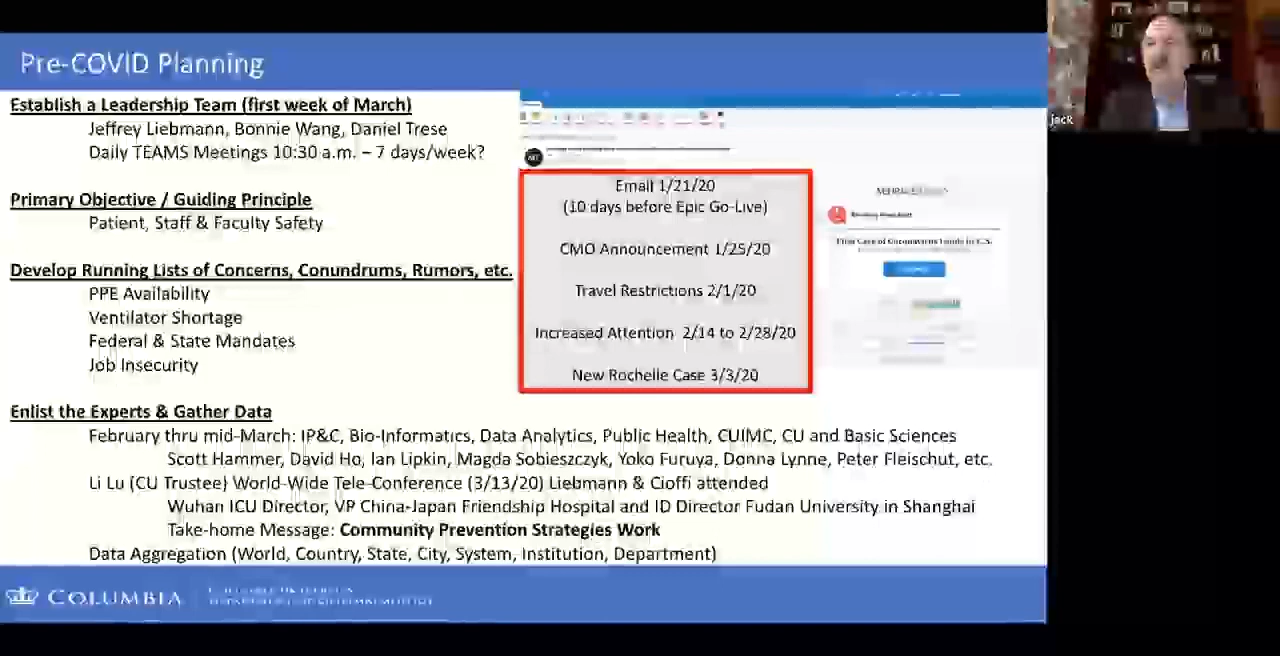 Pre-COVID Planning
Establish a Leadership Team (first week of March)
Jeffrey Liebmann, Bonnie Wang, Daniel Trese
Daily TEAMS Meetings 10:30 a.m. – 7 days/week?
Primary Objective / Guiding Principle
Patient, Staff & Faculty Safety
Develop Running Lists of Concerns, Conundrums, Rumors, etc.
PPE Availability
Ventilator Shortage
Federal & State Mandates
Job Insecurity
Email 1/21/20
(10 days before Epic Go-Live)
CMO Announcement 1/25/20
Travel Restrictions 2/1/20
Increased Attention 2/14 to 2/28/20
New Rochelle Case 3/3/20
First Case of Coronavirus Found in U.S.
Enlist the Experts & Gather Data
February thru mid-March: IP&C, Bio-Informatics, Data Analytics, Public Health, CUIMC, CU and Basic Sciences
Scott Hammer, David Ho, Ian Lipkin, Magda Sobieszczyk, Yoko Furuya, Donna Lynne, Peter Fleischut, etc.
Li Lu (CU Trustee) World-Wide Tele-Conference (3/13/20) Liebmann & Cioffi attended
Wuhan ICU Director, VP China-Japan Friendship Hospital and ID Director Fudan University in Shanghai
Take-home Message: Community Prevention Strategies Work
Data Aggregation (World, Country, State, City, System, Institution, Department)
COLUMBIA
jack